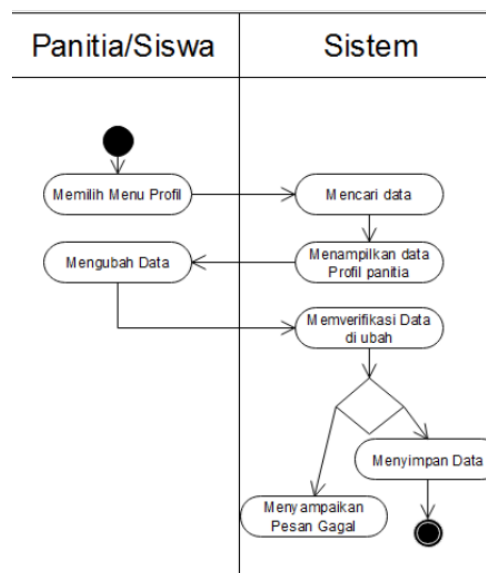 Panitia/Siswa
Sistem
Memilih Menu Profil
Mencari data
Mengubah Data
Menampilkan data
Profil panitia
Memverifikasi Data
di ubah
Menyimpan Data
Menyampaikan
Pesan Gagal